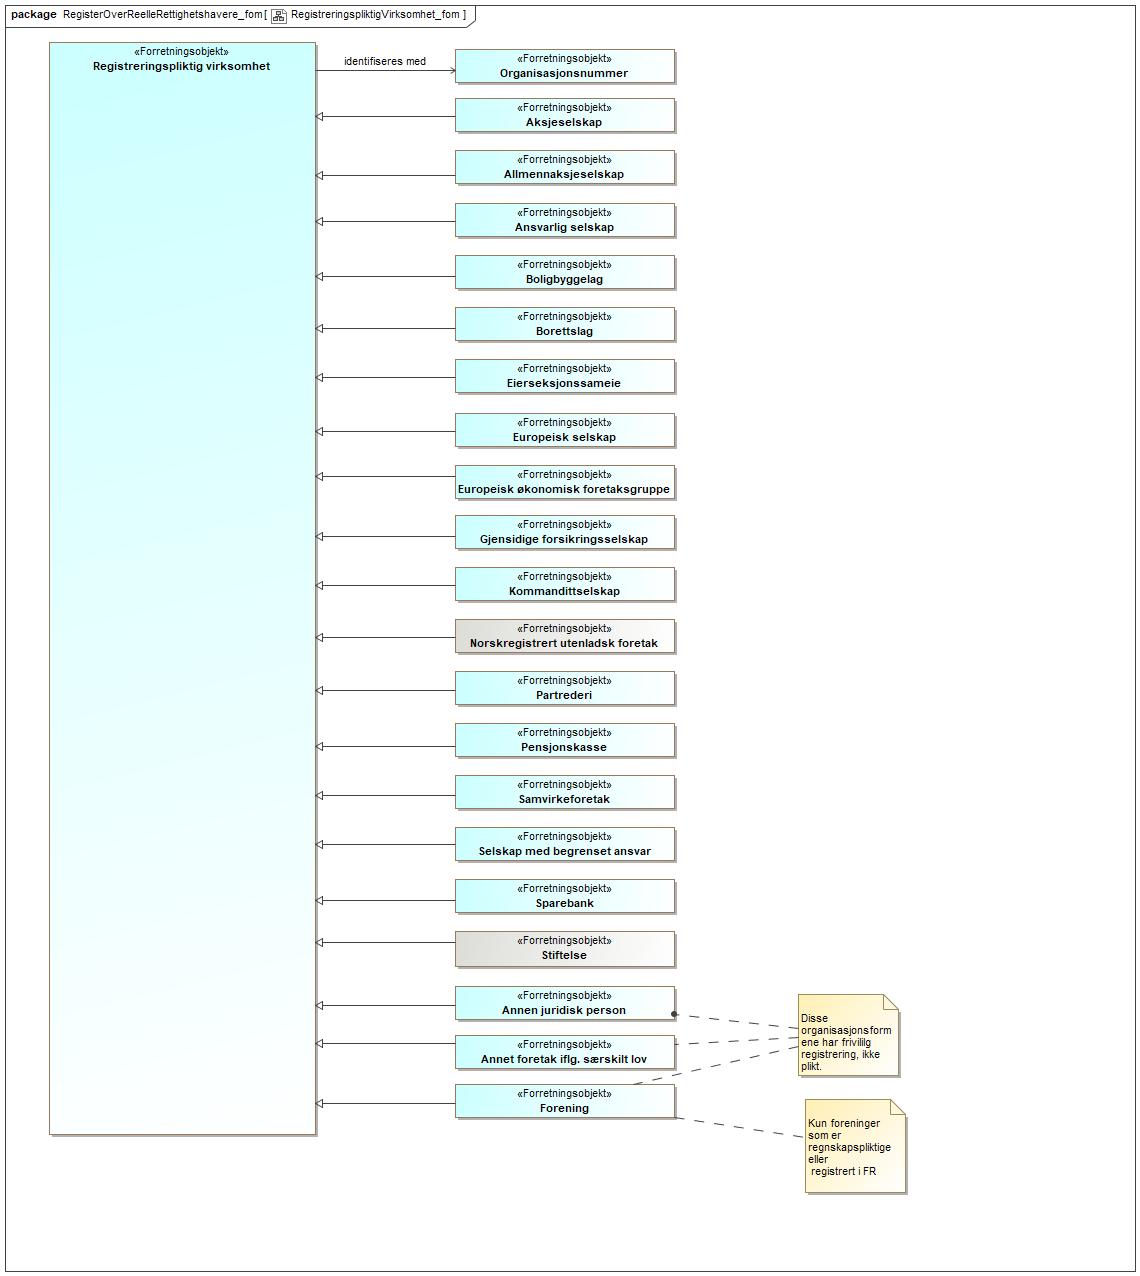 package RegisterOverReelleRettighetshavere_fom[ RegistreringspliktigVirksomhet_fom ]
«Forretningsobjekt»
Registreringspliktig virksomhet
identifiseres med
«Forretningsobjekt»
Organisasjonsnummer
«Forretningsobjekt»
Aksjeselskap
«Forretningsobjekt»
Allmennaksjeselskap
«Forretningsobjekt»
Ansvarlig selskap
«Forretningsobjekt»
Boligbyggelag
«Forretningsobjekt»
Borettslag
«Forretningsobjekt»
Eierseksjonssameie
«Forretningsobjekt»
Europeisk selskap
«Forretningsobjekt»
Europeisk økonomisk foretaksgruppe
«Forretningsobjekt»
Gjensidige forsikringsselskap
«Forretningsobjekt»
Kommandittselskap
«Forretningsobjekt»
Norskregistrert utenladsk foretak
«Forretningsobjekt»
Partrederi
«Forretningsobjekt»
Pensjonskasse
«Forretningsobjekt»
Samvirkeforetak
«Forretningsobjekt»
Selskap med begrenset ansvar
«Forretningsobjekt»
Sparebank
«Forretningsobjekt»
Stiftelse
«Forretningsobjekt»
Annen juridisk person
«Forretningsobjekt»
Annet foretak iflg. særskilt lov
«Forretningsobjekt»
Forening
Disse
organisasjonsform
ene har frivililg
registrering, ikke
plikt.
Kun foreninger
som er
regnskapspliktige
eller
registrert i FR